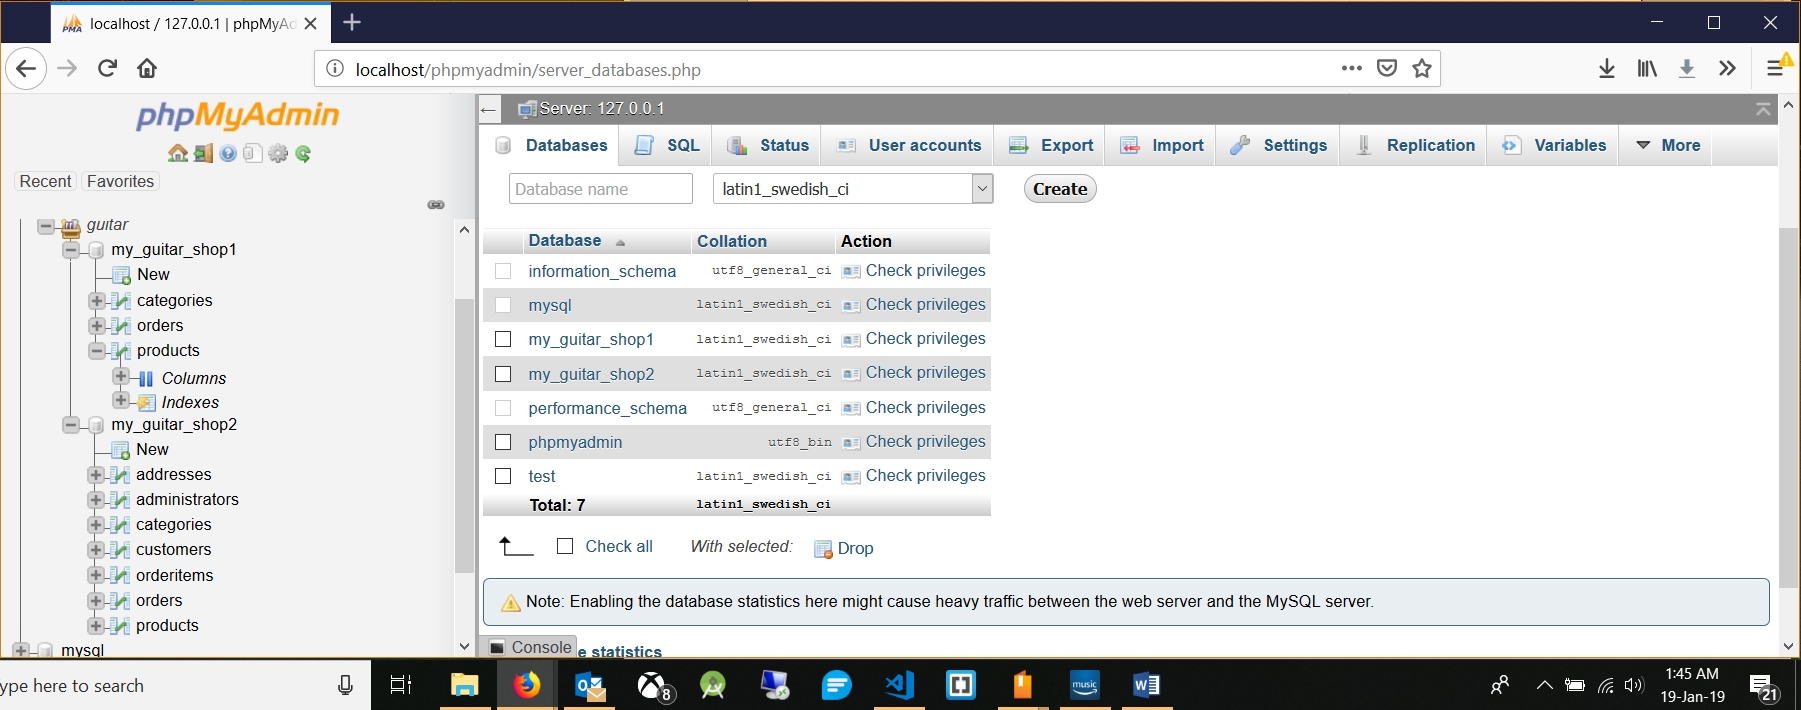 localhost / 127.0.0.1 | phpMyAd
localhost/phpmyadmin/server_databases.php
phpMyAdmin
Recent Favorites
guitar
my_guitar_shop1
New
categories
orders
products
Columns
Indexes
my_guitar_shop2
New
addresses
administrators
categories
customers
orderitems
orders
products
mysql
Server: 127.0.0.1
Databases SQL Status User accounts Export Import Settings Replication Variables More
Database name latin1_swedish_ci Create
Database Collation Action
information_schema utf8_general_ci Check privileges
mysql latin1_swedish_ci Check privileges
my_guitar_shop1 latin1_swedish_ci Check privileges
my_guitar_shop2 latin1_swedish_ci Check privileges
performance_schema utf8_general_ci Check privileges
phpmyadmin utf8_bin Check privileges
test latin1_swedish_ci Check privileges
Total: 7 latin1_swedish_ci
Check all With selected: Drop
Note: Enabling the database statistics here might cause heavy traffic between the web server and the MySQL server.
Console
e statistics
ype here to search
8
music
1:45 AM
19-Jan-19
21